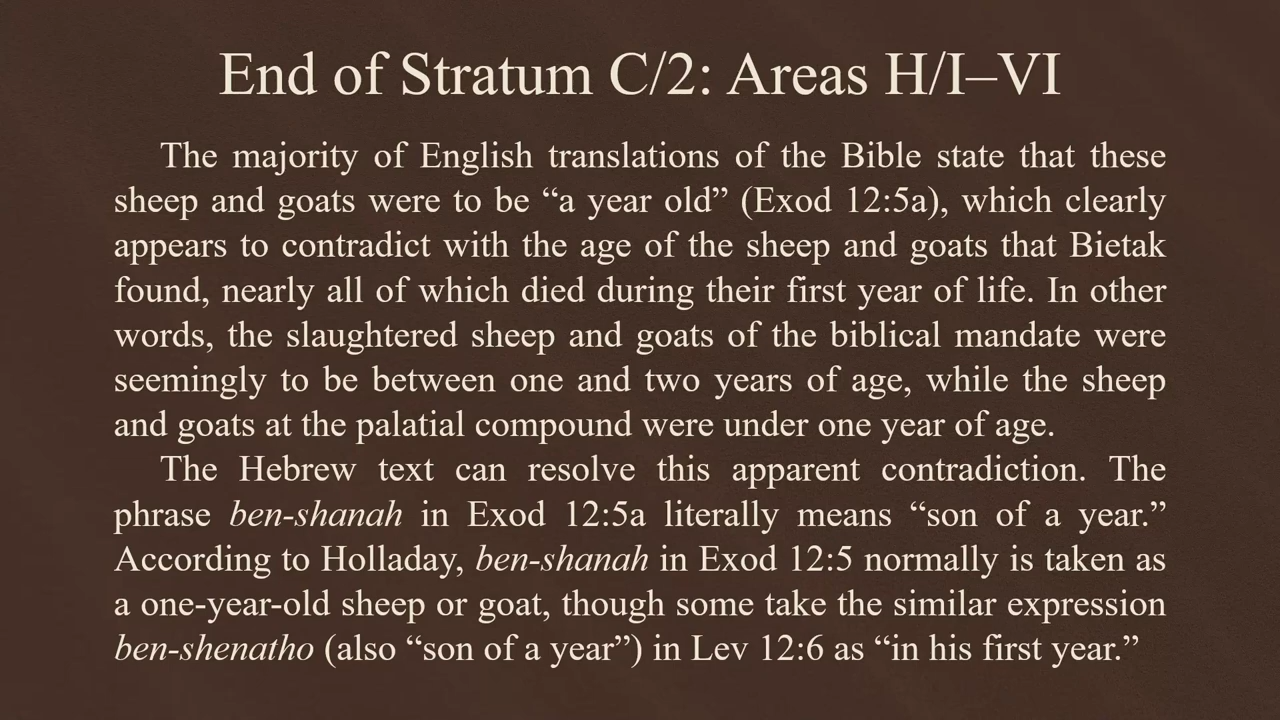 End of Stratum C/2: Areas H/I–VI
The majority of English translations of the Bible state that these
sheep and goats were to be “a year old” (Exod 12:5a), which clearly
appears to contradict with the age of the sheep and goats that Bietak
found, nearly all of which died during their first year of life. In other
words, the slaughtered sheep and goats of the biblical mandate were
seemingly to be between one and two years of age, while the sheep
and goats at the palatial compound were under one year of age.
The Hebrew text can resolve this apparent contradiction. The
phrase ben-shanah in Exod 12:5a literally means “son of a year.”
According to Holladay, ben-shanah in Exod 12:5 normally is taken as
a one-year-old sheep or goat, though some take the similar expression
ben-shenatho (also “son of a year”) in Lev 12:6 as “in his first year.”